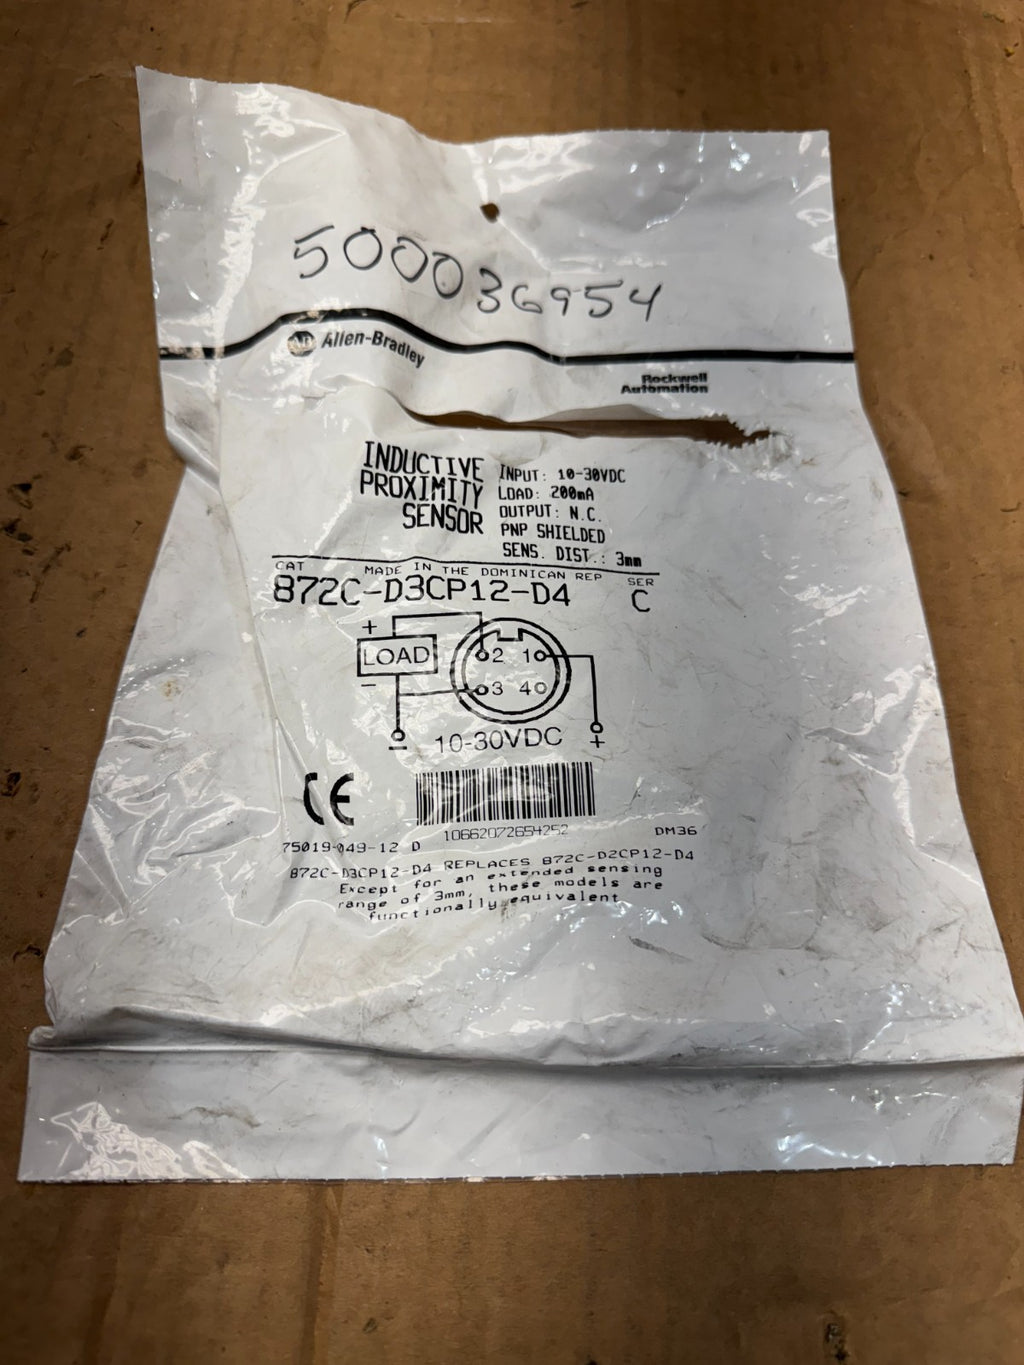 500036954
AB Allen-Bradley
Rockwell
Automation
INDUCTIVE
PROXIMITY
SENSOR
INPUT: 10-30VDC
LOAD: 200mA
OUTPUT: N.C.
PNP SHIELDED
SENS. DIST.: 3mm
CAT MADE IN THE DOMINICAN REP SER
872C-D3CP12-D4 C
+
LOAD
-
2 1
3 4
- 10-30VDC +
CE
10662072654252
75019-049-12 D DM36
872C-D3CP12-D4 REPLACES 872C-D2CP12-D4
Except for an extended sensing
range of 3mm, these models are
functionally equivalent